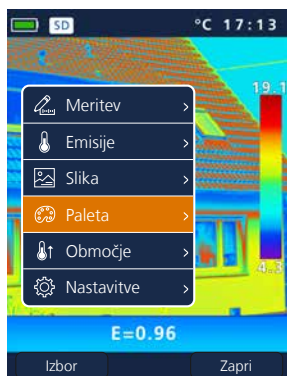 SD °C 17:13
19.1
Meritev
Emisije
Slika
Paleta
Območje
Nastavitve
4.3
E=0.96
Izbor Zapri